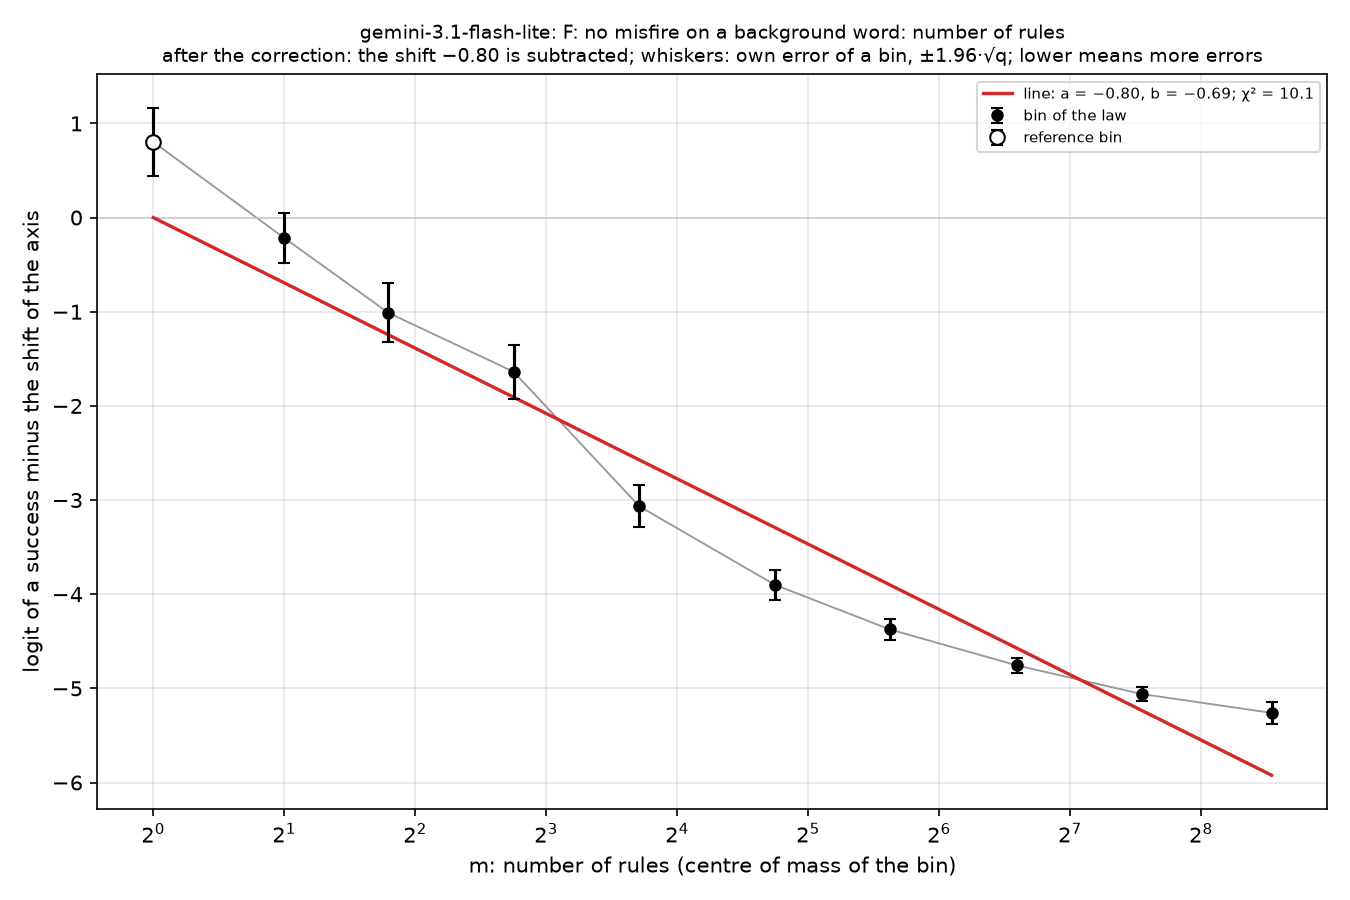 gemini-3.1-flash-lite: F: no misfire on a background word: number of rules
after the correction: the shift −0.80 is subtracted; whiskers: own error of a bin, ±1.96·√q; lower means more errors
line: a = −0.80, b = −0.69; χ² = 10.1
bin of the law
reference bin
logit of a success minus the shift of the axis
1
0
−1
−2
−3
−4
−5
−6
2⁰ 2¹ 2² 2³ 2⁴ 2⁵ 2⁶ 2⁷ 2⁸
m: number of rules (centre of mass of the bin)